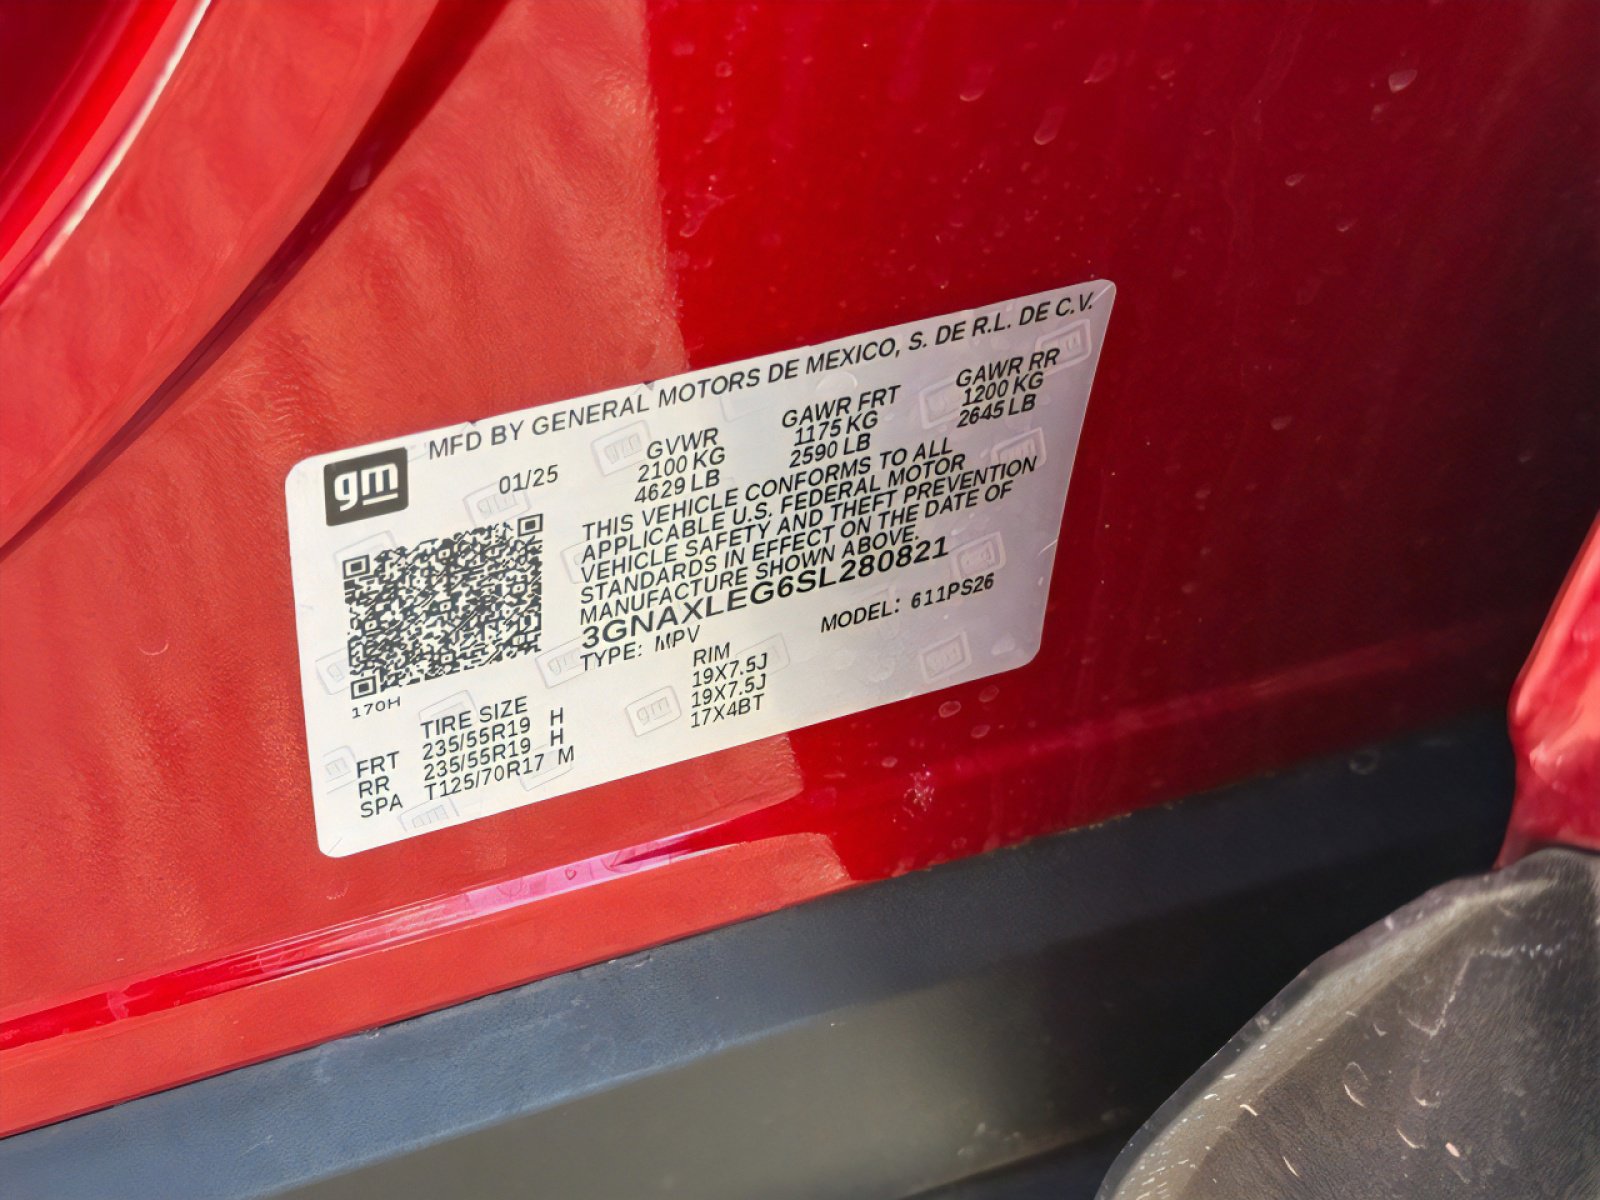 gm
MFD BY GENERAL MOTORS DE MEXICO, S. DE R.L. DE C.V.
01/25
GVWR GAWR FRT GAWR RR
2100 KG 1175 KG 1200 KG
4629 LB 2590 LB 2645 LB
THIS VEHICLE CONFORMS TO ALL
APPLICABLE U.S. FEDERAL MOTOR
VEHICLE SAFETY AND THEFT PREVENTION
STANDARDS IN EFFECT ON THE DATE OF
MANUFACTURE SHOWN ABOVE.
3GNAXLEG6SL280821
TYPE: MPV MODEL: 611PS26
170H
TIRE SIZE RIM
FRT 235/55R19 H 19X7.5J
RR 235/55R19 H 19X7.5J
SPA T125/70R17 M 17X4BT